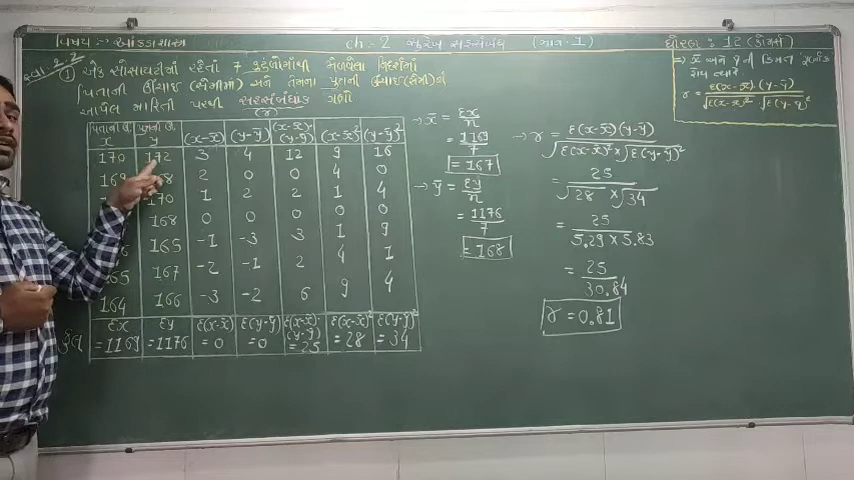 વિષય :- આંકડાશાસ્ત્ર ch:- 2 સુરેખ સહસંબંધ (ભાગ-1) ધોરણ : 12 (કોમર્સ)
① એક સોસાયટીમાં રહેતાં 7 કુટુંબોમાંથી મેળવેલા નિદર્શનમાં
પિતાની ઊંચાઈ (સેમીમાં) અને તેમના પુત્રની ઊંચાઈ (સેમી)નાં
આપેલ માહિતી પરથી સહસંબંધાંક ગણો
(r)
⇒ x̄ અને ȳ ની કિંમત પૂર્ણાંક
હોય ત્યારે
r = Σ(x-x̄)(y-ȳ) / √Σ(x-x̄)² · √Σ(y-ȳ)²
x y (x-x̄) (y-ȳ) (x-x̄)(y-ȳ) (x-x̄)² (y-ȳ)²
170 172 3 4 12 9 16
169 2 0 0 4 0
170 1 2 2 1 4
168 0 0 0 0 0
165 -1 -3 3 1 9
165 167 -2 -1 2 4 1
164 166 -3 -2 6 9 4
કુલ Σx =1169 Σy =1176 Σ(x-x̄) =0 Σ(y-ȳ) =0 Σ(x-x̄)(y-ȳ) =25 Σ(x-x̄)² =28 Σ(y-ȳ)² =34
→ x̄ = Σx/n
= 1169/7
= 167
→ ȳ = Σy/n
= 1176/7
= 168
→ r = Σ(x-x̄)(y-ȳ) / √Σ(x-x̄)² × √Σ(y-ȳ)²
= 25 / √28 × √34
= 25 / 5.29 × 5.83
= 25 / 30.84
r = 0.81